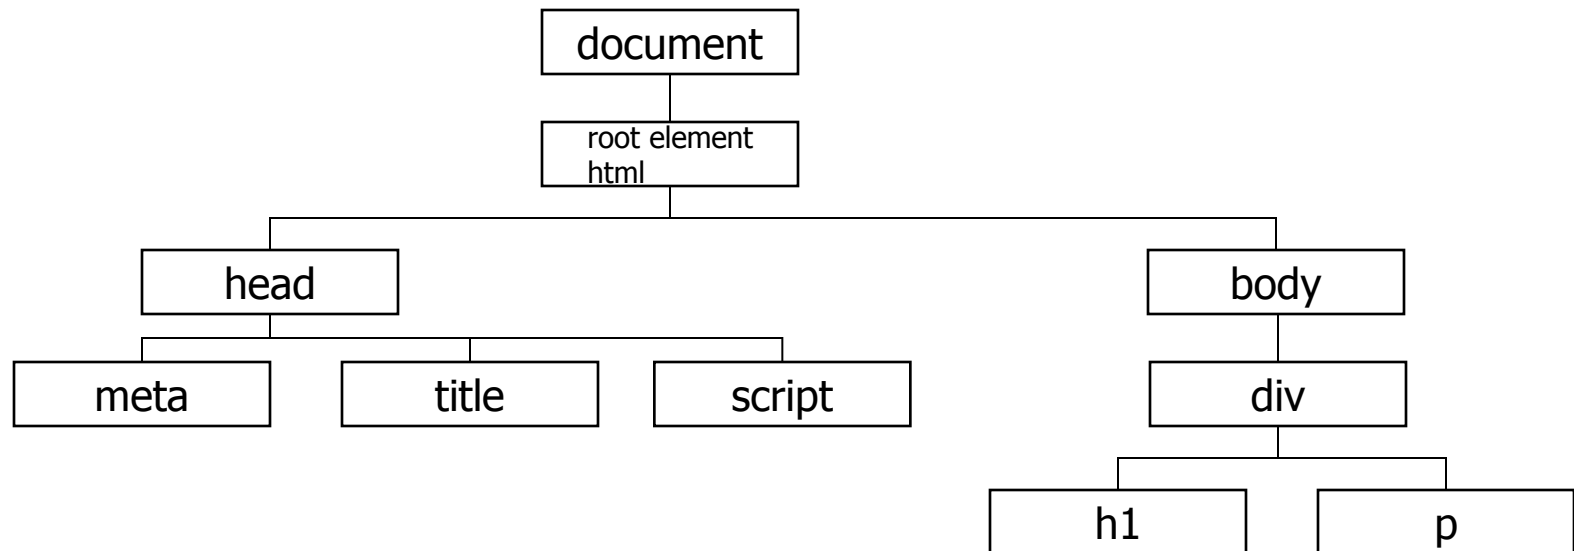 document
root element
html
head
body
meta
title
script
div
h1
p